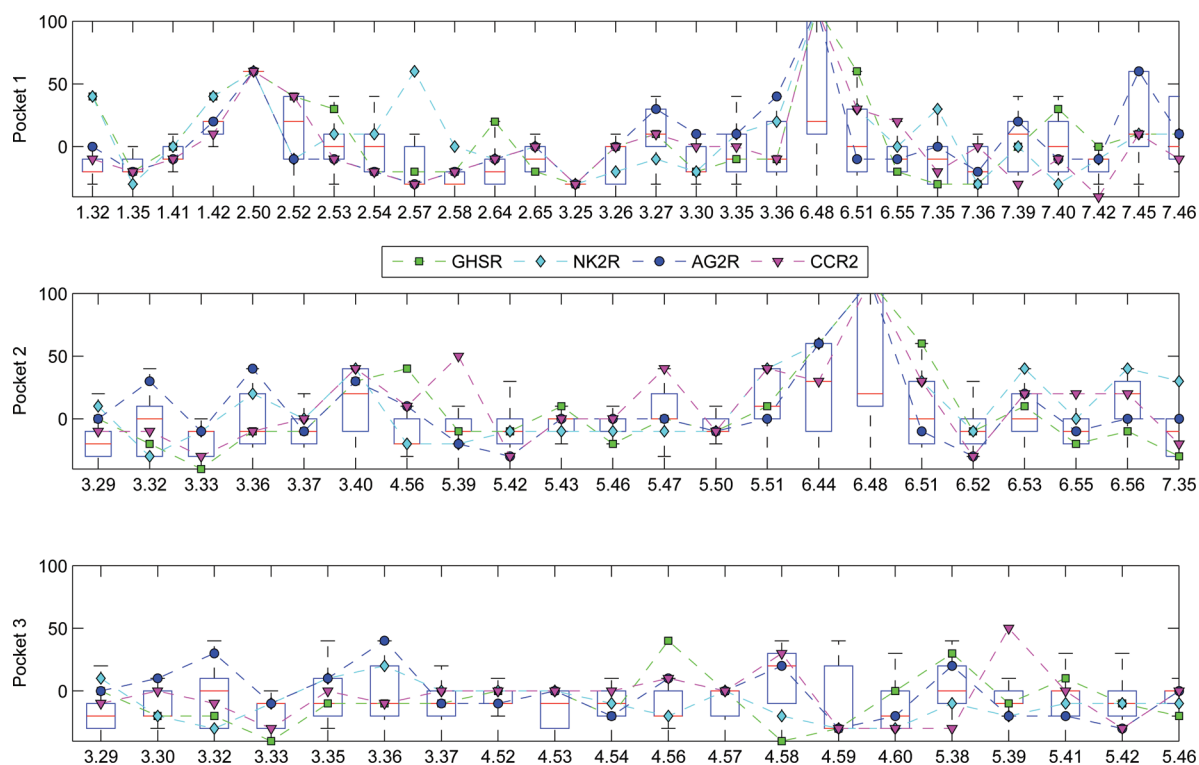 100
50
0
Pocket 1
1.32 1.35 1.41 1.42 2.50 2.52 2.53 2.54 2.57 2.58 2.64 2.65 3.25 3.26 3.27 3.30 3.35 3.36 6.48 6.51 6.55 7.35 7.36 7.39 7.40 7.42 7.45 7.46
GHSR NK2R AG2R CCR2
100
50
0
Pocket 2
3.29 3.32 3.33 3.36 3.37 3.40 4.56 5.39 5.42 5.43 5.46 5.47 5.50 5.51 6.44 6.48 6.51 6.52 6.53 6.55 6.56 7.35
100
50
0
Pocket 3
3.29 3.30 3.32 3.33 3.35 3.36 3.37 4.52 4.53 4.54 4.56 4.57 4.58 4.59 4.60 5.38 5.39 5.41 5.42 5.46